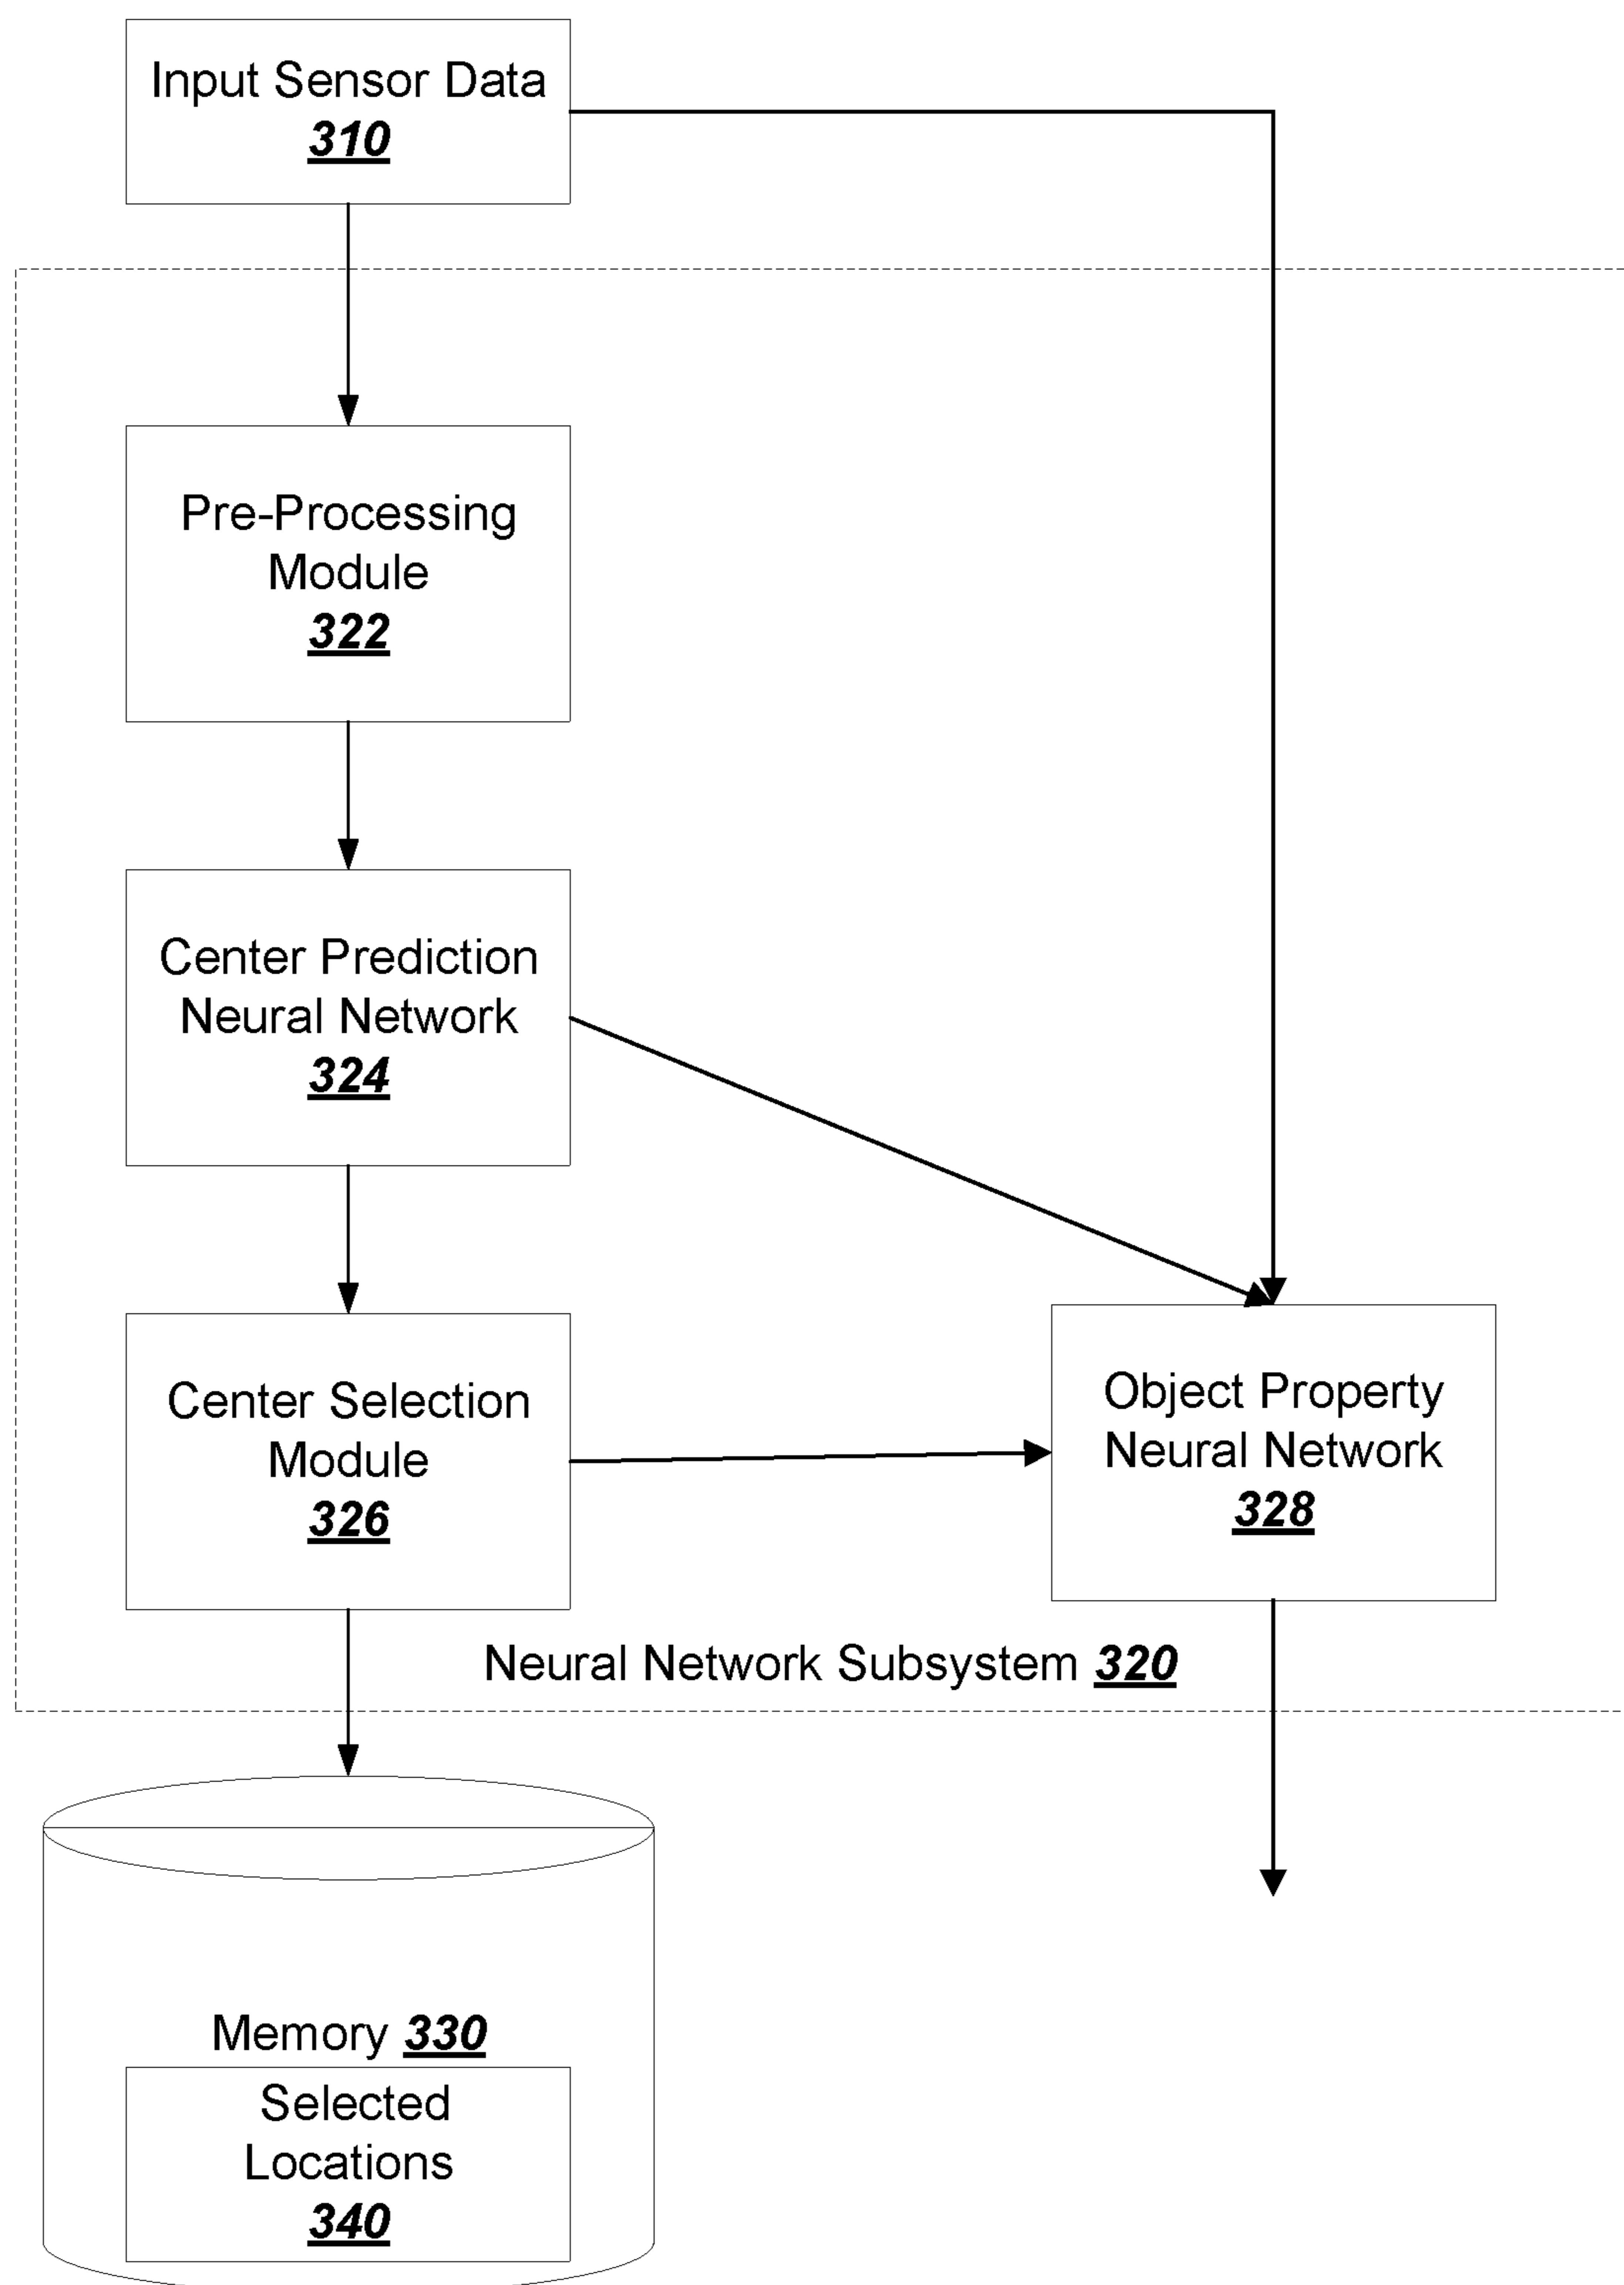 Input Sensor Data
310
Pre-Processing
Module
322
Center Prediction
Neural Network
324
Center Selection
Module
326
Object Property
Neural Network
328
Neural Network Subsystem 320
Memory 330
Selected
Locations
340